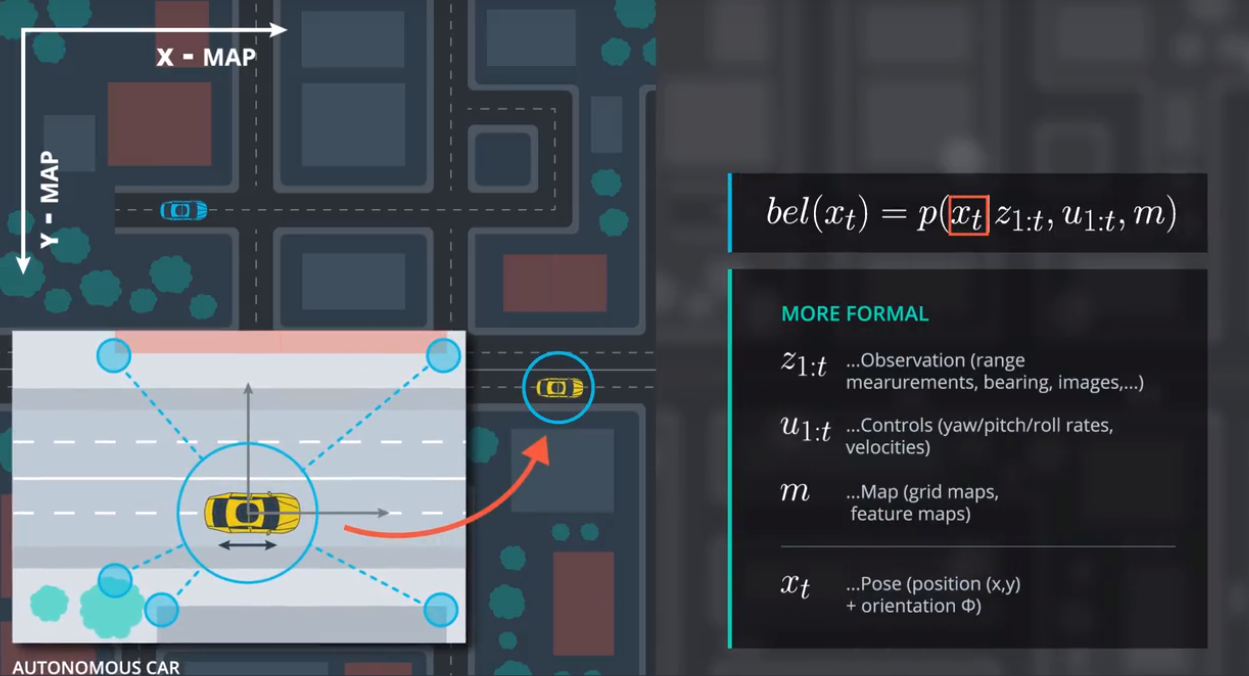 X - MAP
Y - MAP
AUTONOMOUS CAR
bel(x_t) = p(x_t z_{1:t}, u_{1:t}, m)
MORE FORMAL
z_{1:t} ...Observation (range
mearurements, bearing, images,...)
u_{1:t} ...Controls (yaw/pitch/roll rates,
velocities)
m ...Map (grid maps,
feature maps)
x_t ...Pose (position (x,y)
+ orientation Φ)